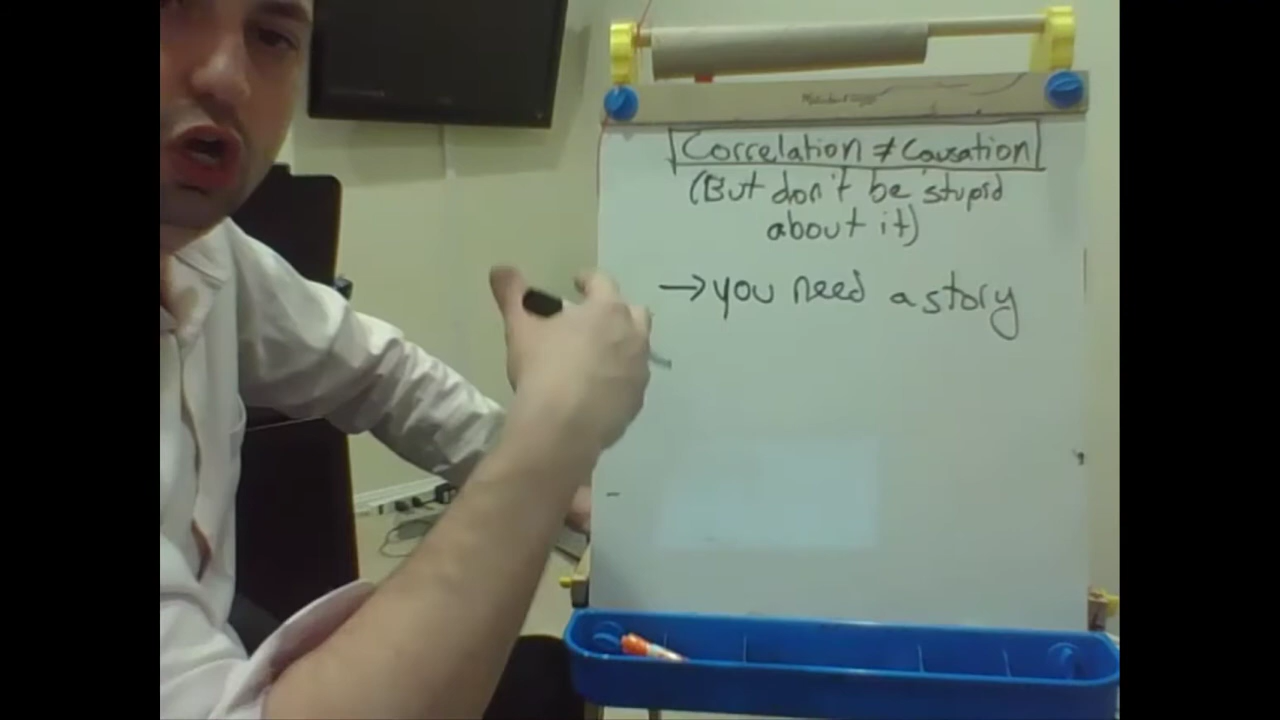 Correlation ≠ Causation
(But don't be stupid
about it)
→ you need a story